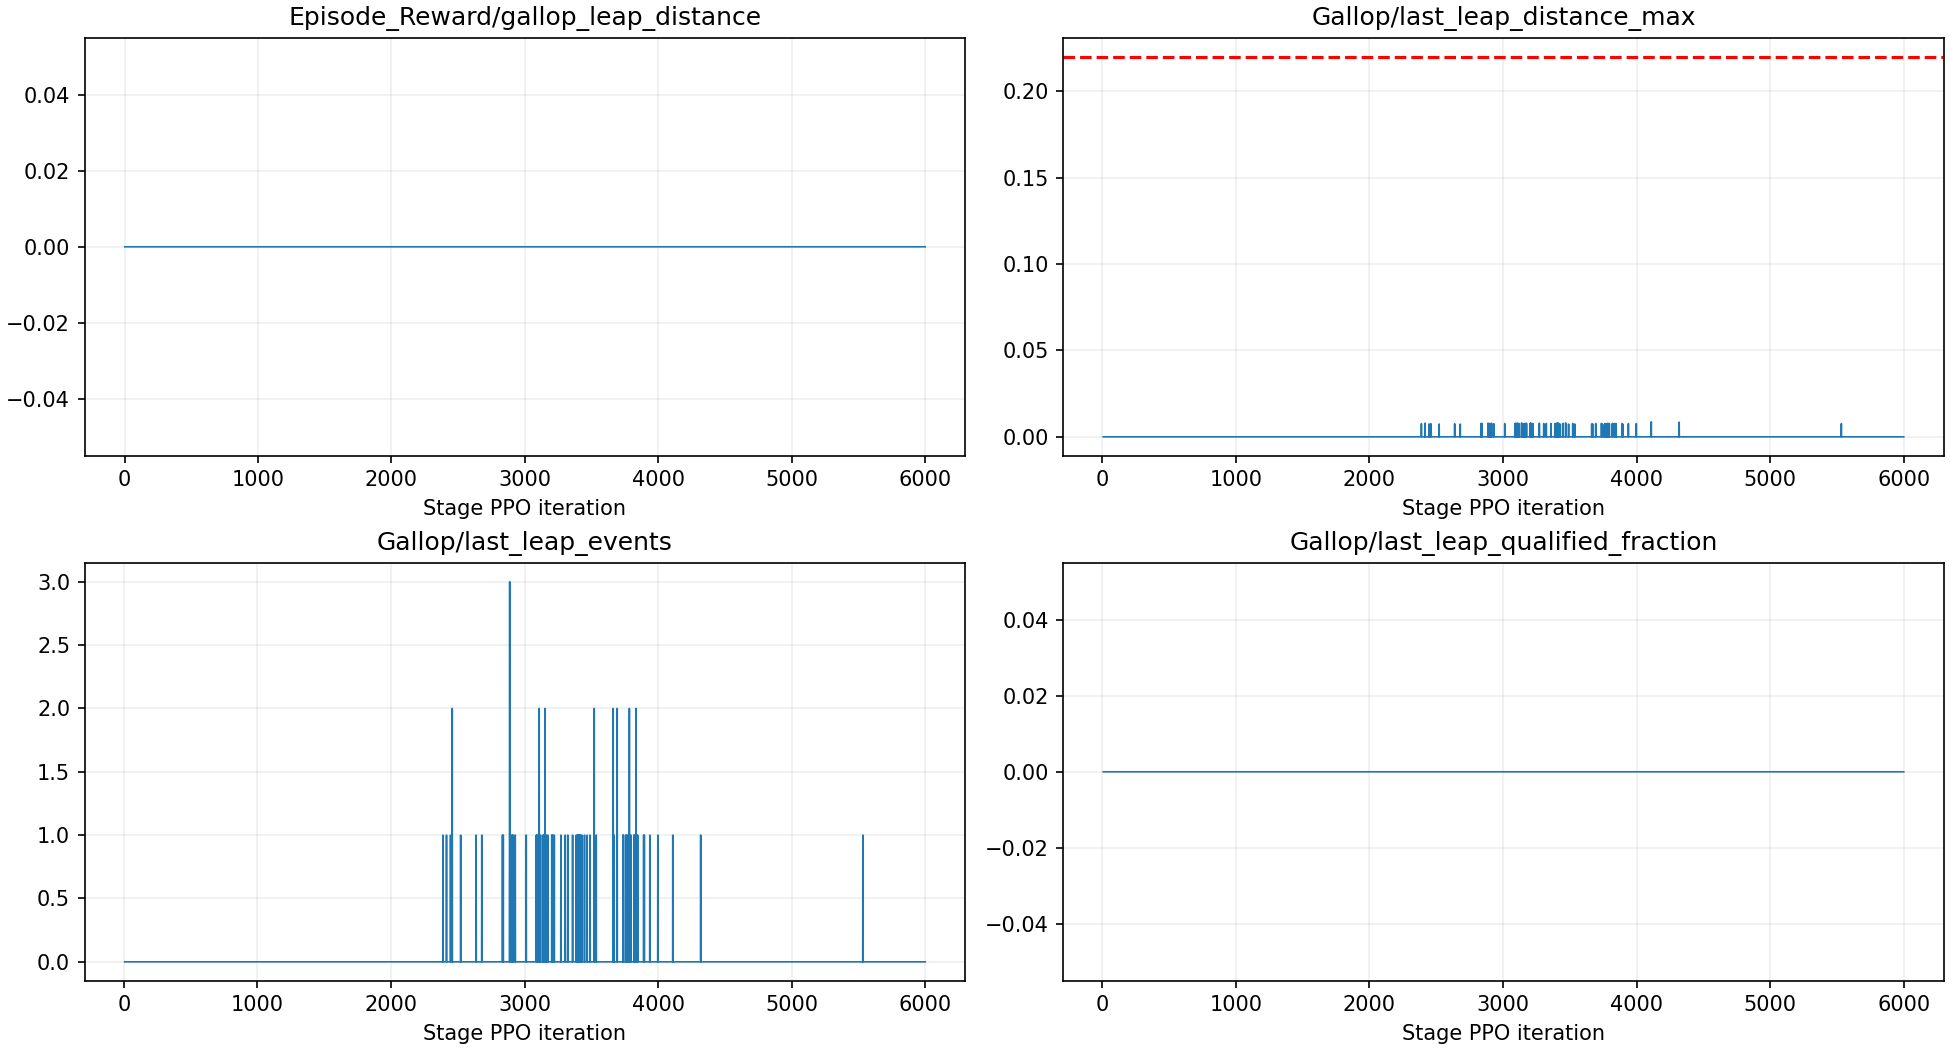 Episode_Reward/gallop_leap_distance
0.04
0.02
0.00
−0.02
−0.04
0 1000 2000 3000 4000 5000 6000
Stage PPO iteration
Gallop/last_leap_distance_max
0.20
0.15
0.10
0.05
0.00
0 1000 2000 3000 4000 5000 6000
Stage PPO iteration
Gallop/last_leap_events
3.0
2.5
2.0
1.5
1.0
0.5
0.0
0 1000 2000 3000 4000 5000 6000
Stage PPO iteration
Gallop/last_leap_qualified_fraction
0.04
0.02
0.00
−0.02
−0.04
0 1000 2000 3000 4000 5000 6000
Stage PPO iteration